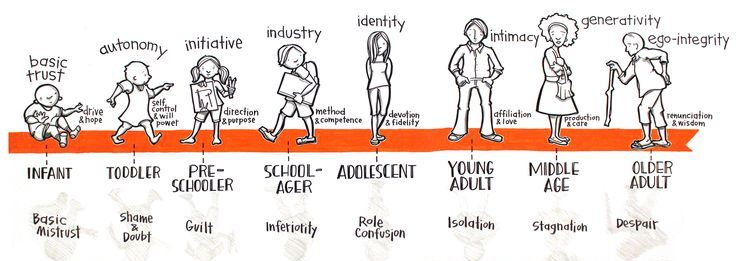 basic
trust
drive
& hope
INFANT
Basic
Mistrust
autonomy
self
control
& will
power
TODDLER
Shame
&
Doubt
initiative
direction
& purpose
PRE-
SCHOOLER
Guilt
industry
method
& competence
SCHOOL-
AGER
Inferiority
identity
devotion
& fidelity
ADOLESCENT
Role
Confusion
intimacy
affiliation
& love
YOUNG
ADULT
Isolation
generativity
production
& care
MIDDLE
AGE
Stagnation
ego-integrity
renunciation
& wisdom
OLDER
ADULT
Despair